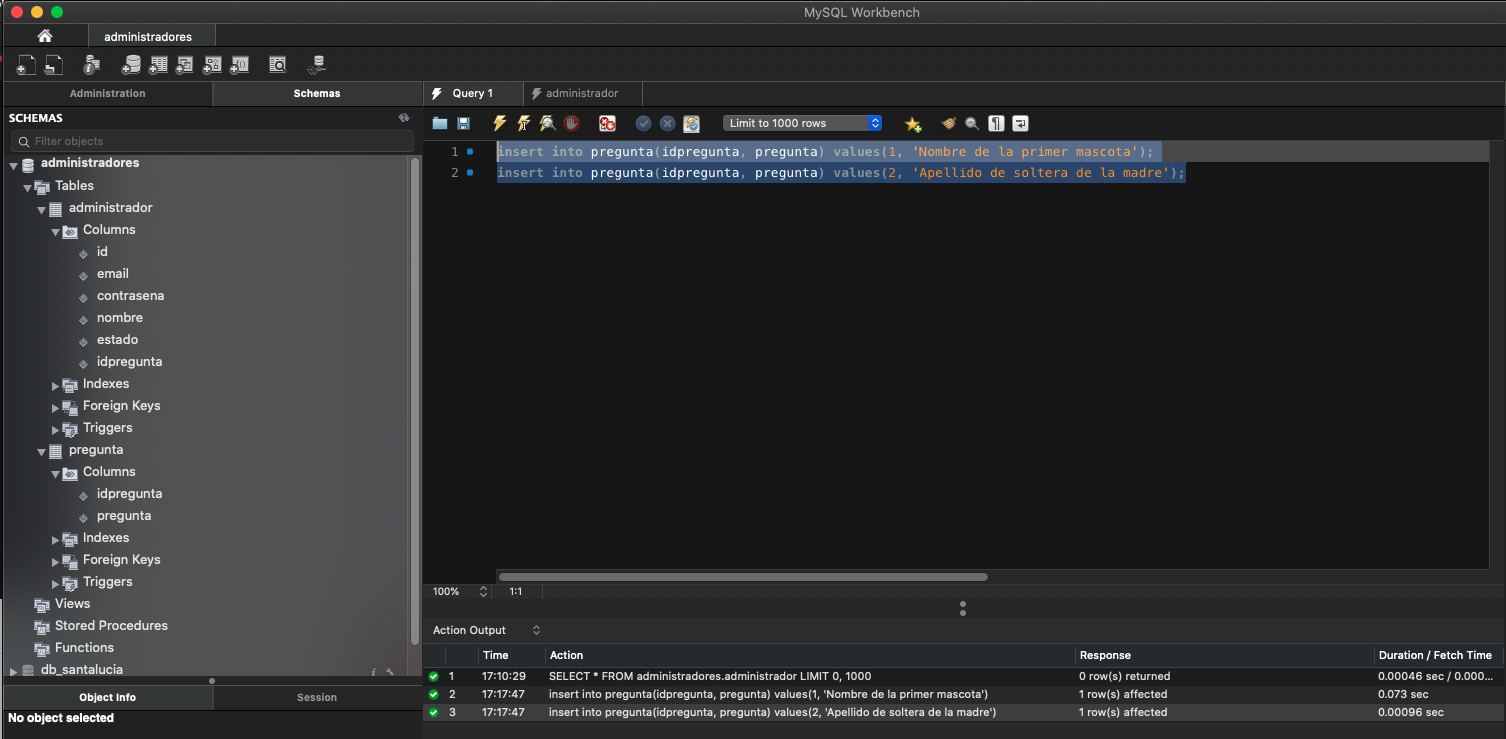 MySQL Workbench
administradores
Administration
Schemas
SCHEMAS
Filter objects
administradores
Tables
administrador
Columns
id
email
contrasena
nombre
estado
idpregunta
Indexes
Foreign Keys
Triggers
pregunta
Columns
idpregunta
pregunta
Indexes
Foreign Keys
Triggers
Views
Stored Procedures
Functions
db_santalucia
Object Info
Session
No object selected
Query 1
administrador
Limit to 1000 rows
1 insert into pregunta(idpregunta, pregunta) values(1, 'Nombre de la primer mascota');
2 insert into pregunta(idpregunta, pregunta) values(2, 'Apellido de soltera de la madre');
100% 1:1
Action Output
Time Action Response Duration / Fetch Time
1 17:10:29 SELECT * FROM administradores.administrador LIMIT 0, 1000 0 row(s) returned 0.00046 sec / 0.000...
2 17:17:47 insert into pregunta(idpregunta, pregunta) values(1, 'Nombre de la primer mascota') 1 row(s) affected 0.073 sec
3 17:17:47 insert into pregunta(idpregunta, pregunta) values(2, 'Apellido de soltera de la madre') 1 row(s) affected 0.00096 sec